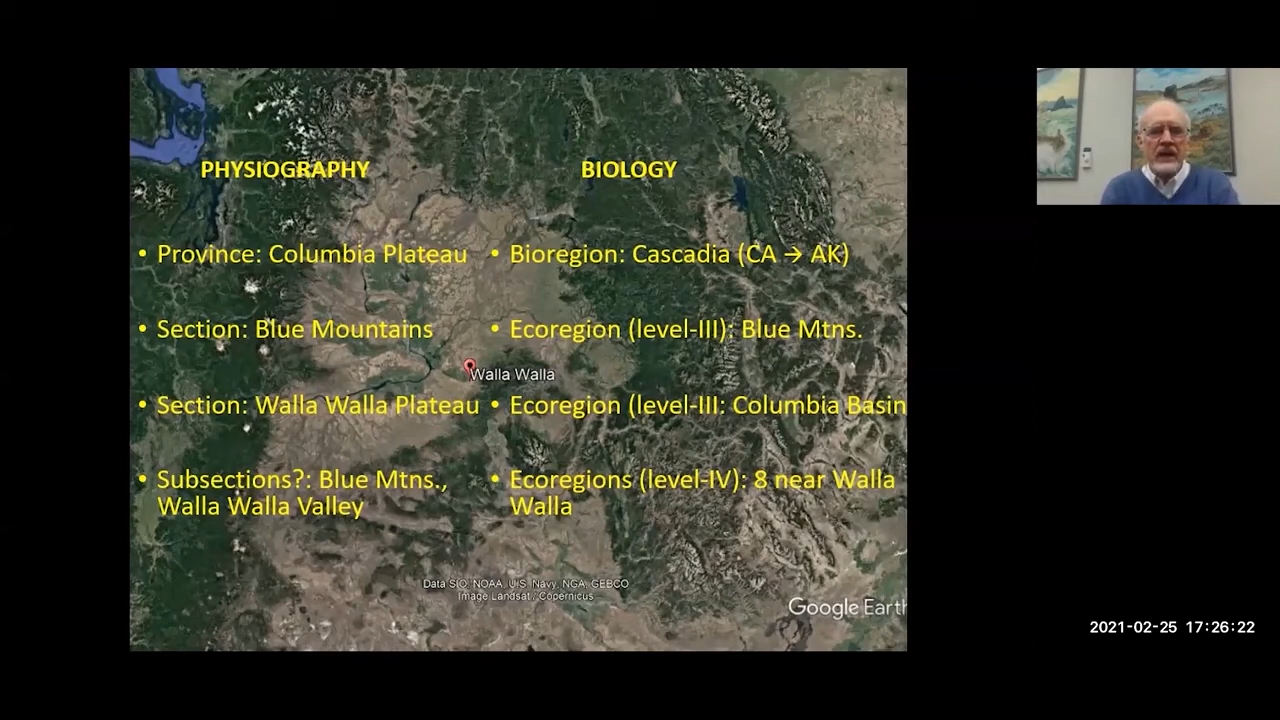 PHYSIOGRAPHY
• Province: Columbia Plateau
• Section: Blue Mountains
• Section: Walla Walla Plateau
• Subsections?: Blue Mtns.,
Walla Walla Valley
BIOLOGY
• Bioregion: Cascadia (CA → AK)
• Ecoregion (level-III): Blue Mtns.
• Ecoregion (level-III: Columbia Basin
• Ecoregions (level-IV): 8 near Walla
Walla
Walla Walla
Data SIO, NOAA, U.S. Navy, NGA, GEBCO
Image Landsat / Copernicus
Google Earth
2021-02-25 17:26:22